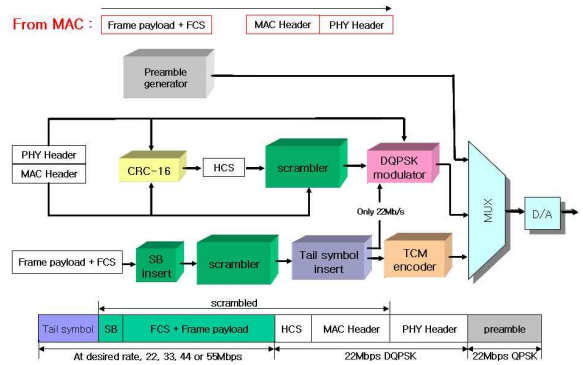 From MAC :
Frame payload + FCS
MAC Header
PHY Header
Preamble
generator
PHY Header
MAC Header
CRC-16
HCS
scrambler
DQPSK
modulator
Only 22Mb/s
MUX
D/A
Frame payload + FCS
SB
insert
scrambler
Tail symbol
insert
TCM
encoder
scrambled
Tail symbol
SB
FCS + Frame payload
HCS
MAC Header
PHY Header
preamble
At desired rate, 22, 33, 44 or 55Mbps
22Mbps DQPSK
22Mbps QPSK